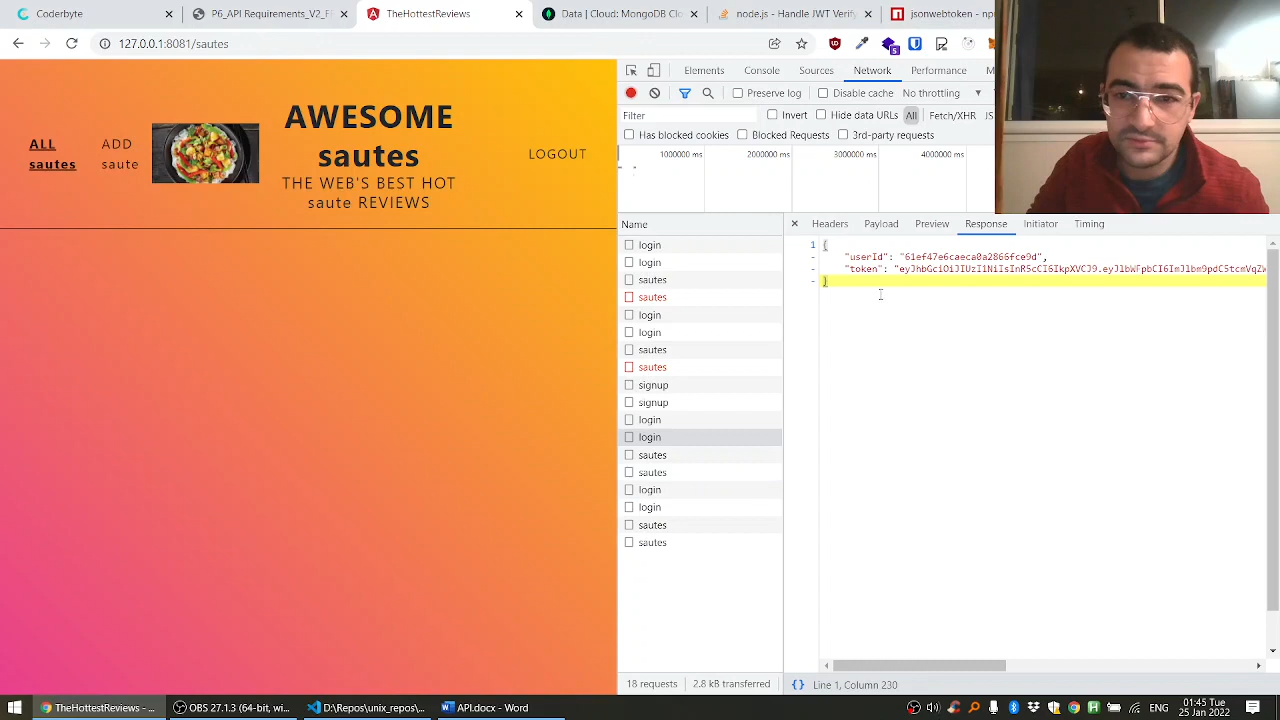 Coderbyte
P6_API Requirements_V2_FE
TheHottestReviews
Data | Cloud: MongoDB Clo
node.js - Handle JWT Verify
jsonwebtoken - np
127.0.0.1:8081/sautes
Elements
Console
Sources
Network
Performance
Preserve log
Disable cache
No throttling
Filter
Invert
Hide data URLs
All
Fetch/XHR
JS
Has blocked cookies
Blocked Requests
3rd-party requests
1000000 ms
2000000 ms
3000000 ms
4000000 ms
ALL
sautes
ADD
saute
AWESOME
sautes
THE WEB'S BEST HOT
saute REVIEWS
LOGOUT
Name
login
login
sautes
sautes
login
login
sautes
sautes
signup
signup
login
login
sautes
sautes
login
login
sautes
sautes
Headers
Payload
Preview
Response
Initiator
Timing
1 {
- "userId": "61ef47e6caeca0a2866fce9d",
- "token":
- }
18 requests
2.8 kB transferred
{} Line 1, Column 230
TheHottestReviews - ...
OBS 27.1.3 (64-bit, wi...
D:\Repos\unix_repos\...
API.docx - Word
01:45 Tue
25 Jan 2022